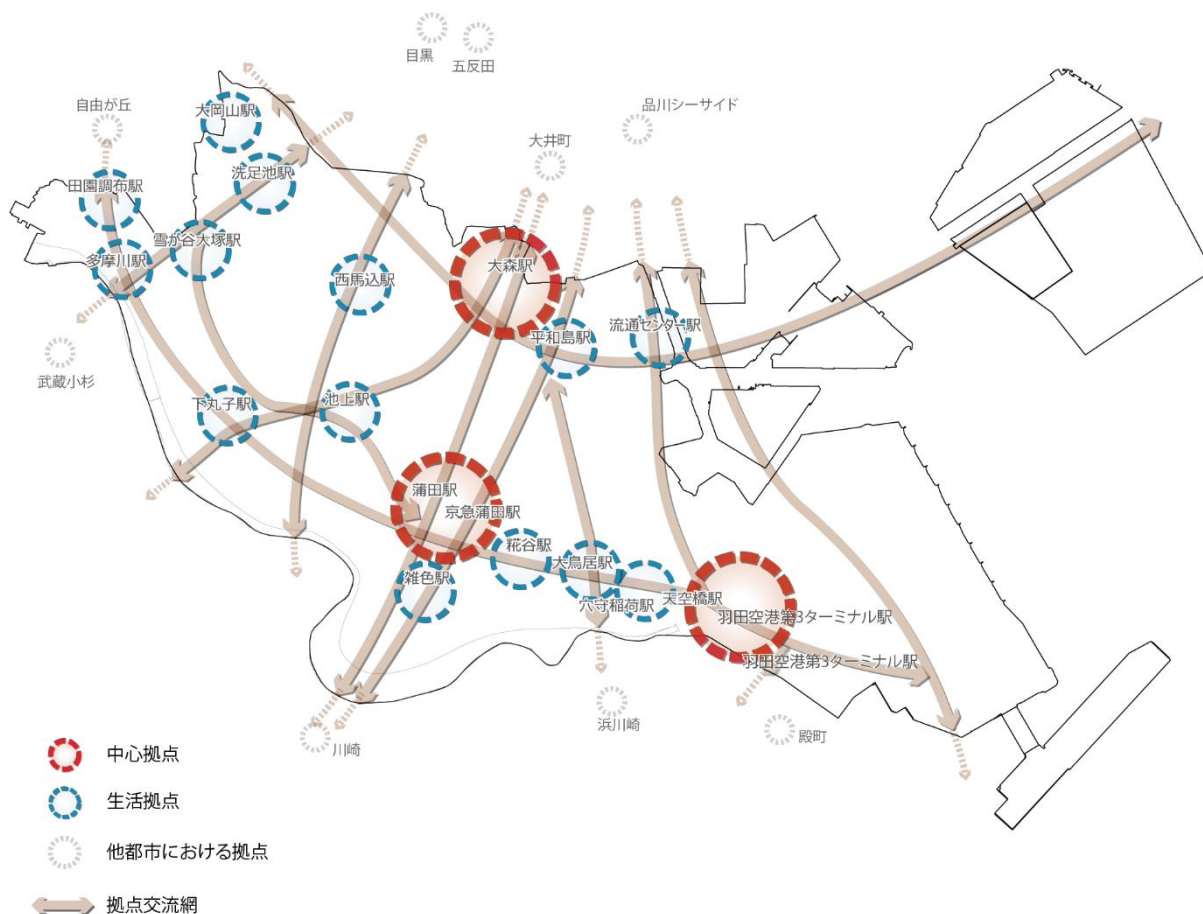 目黒
五反田
自由が丘
大岡山駅
品川シーサイド
大井町
洗足池駅
田園調布駅
雪が谷大塚駅
多摩川駅
西馬込駅
大森駅
平和島駅
流通センター駅
武蔵小杉
下丸子駅
池上駅
蒲田駅
京急蒲田駅
糀谷駅
大鳥居駅
雑色駅
穴守稲荷駅
天空橋駅
羽田空港第3ターミナル駅
羽田空港第3ターミナル駅
川崎
浜川崎
殿町
中心拠点
生活拠点
他都市における拠点
拠点交流網